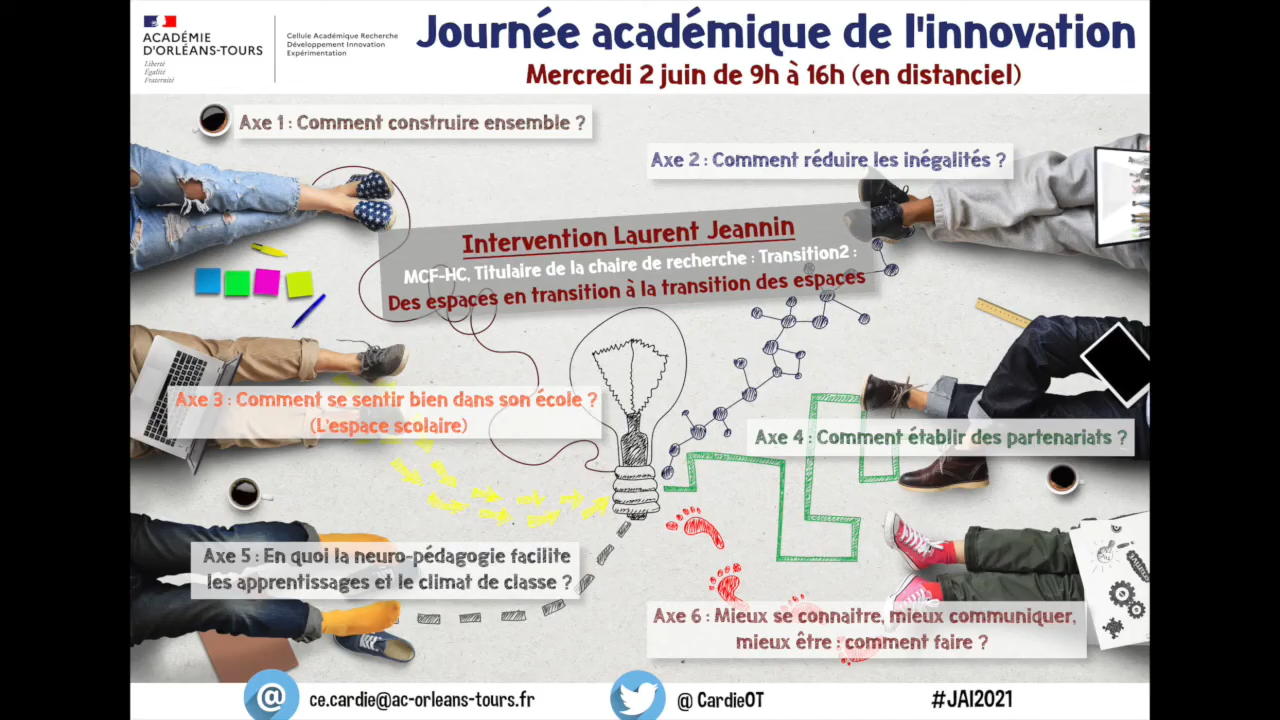 ACADÉMIE
D'ORLÉANS-TOURS
Liberté
Égalité
Fraternité
Cellule Académique Recherche
Développement Innovation
Expérimentation
Journée académique de l'innovation
Mercredi 2 juin de 9h à 16h (en distanciel)
Axe 1 : Comment construire ensemble ?
Axe 2 : Comment réduire les inégalités ?
Intervention Laurent Jeannin
MCF-HC, Titulaire de la chaire de recherche : Transition2 :
Des espaces en transition à la transition des espaces
Axe 3 : Comment se sentir bien dans son école ?
(L'espace scolaire)
Axe 4 : Comment établir des partenariats ?
Axe 5 : En quoi la neuro-pédagogie facilite
les apprentissages et le climat de classe ?
Axe 6 : Mieux se connaitre, mieux communiquer,
mieux être : comment faire ?
@ ce.cardie@ac-orleans-tours.fr
@ CardieOT
#JAI2021